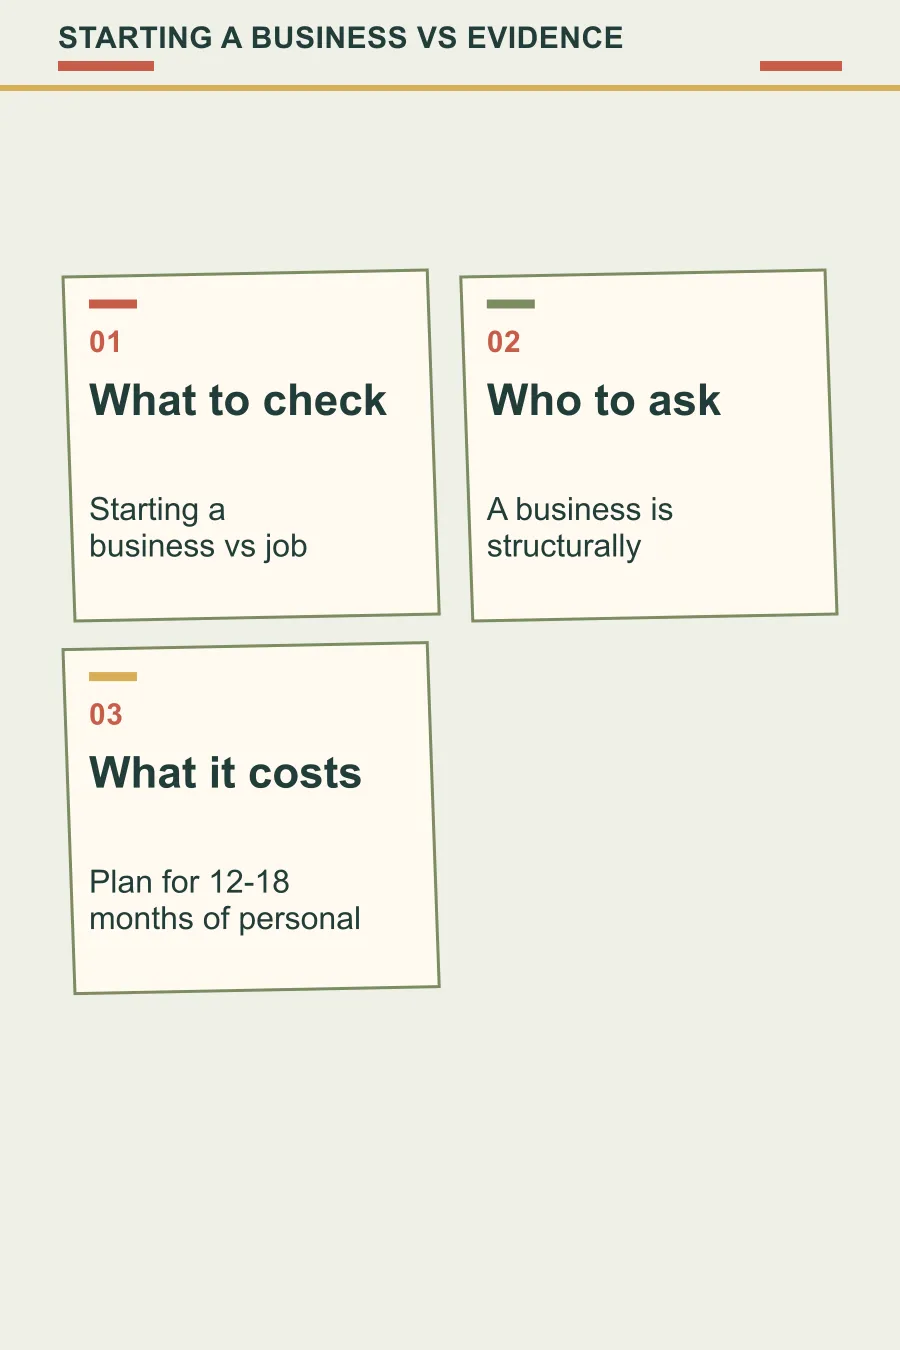 STARTING A BUSINESS VS EVIDENCE
01
What to check
Starting a
business vs job
02
Who to ask
A business is
structurally
03
What it costs
Plan for 12-18
months of personal